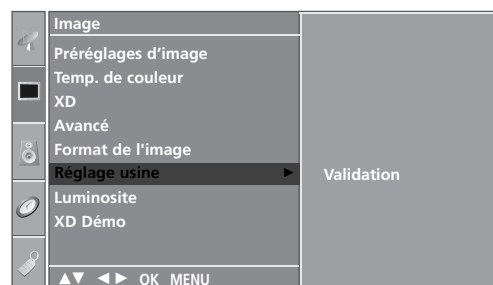 Image
Préréglages d’image
Temp. de couleur
XD
Avancé
Format de l'image
Réglage usine ►
Validation
Luminosite
XD Démo
▲▼ ◄► OK MENU